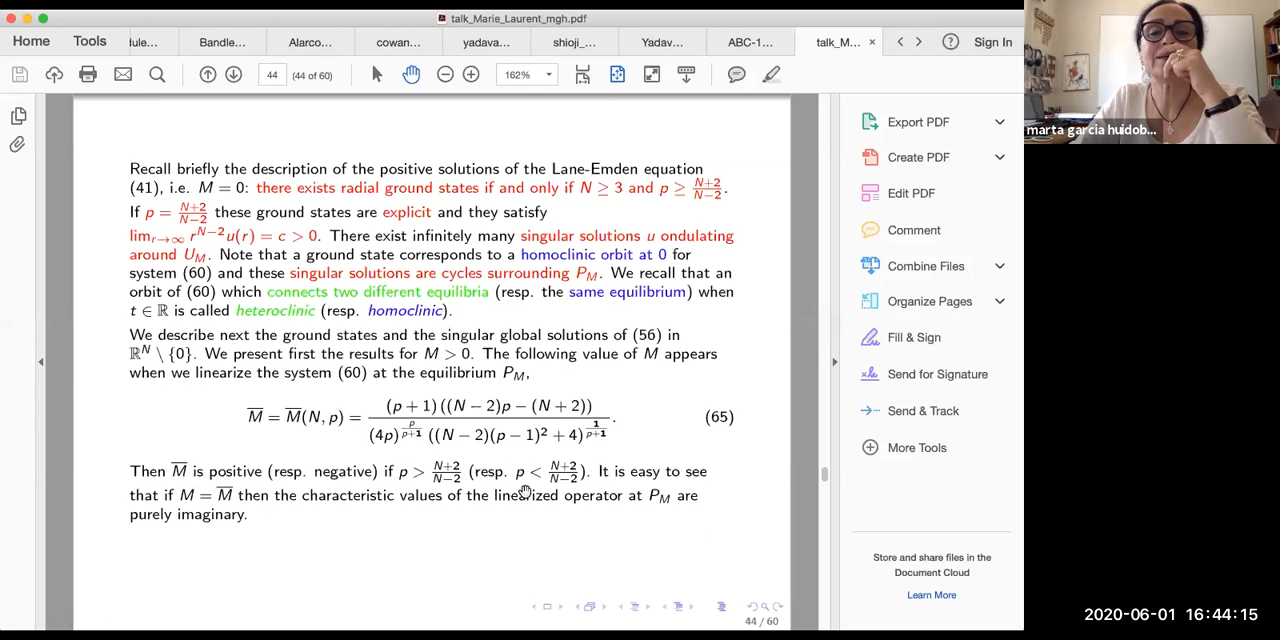 talk_Marie_Laurent_mgh.pdf
Home Tools dule... Bandle... Alarco... cowan... yadava... shioji_... Yadav... ABC-1... talk_M... × Sign In
44 (44 of 60) 162%
Recall briefly the description of the positive solutions of the Lane-Emden equation
(41), i.e. M = 0: there exists radial ground states if and only if N ≥ 3 and p ≥ \frac{N+2}{N-2}.
If p = \frac{N+2}{N-2} these ground states are explicit and they satisfy
lim_{r→∞} r^{N−2}u(r) = c > 0. There exist infinitely many singular solutions u ondulating
around U_M. Note that a ground state corresponds to a homoclinic orbit at 0 for
system (60) and these singular solutions are cycles surrounding P_M. We recall that an
orbit of (60) which connects two different equilibria (resp. the same equilibrium) when
t ∈ ℝ is called heteroclinic (resp. homoclinic).
We describe next the ground states and the singular global solutions of (56) in
ℝ^N \ {0}. We present first the results for M > 0. The following value of M appears
when we linearize the system (60) at the equilibrium P_M,
\overline{M} = \overline{M}(N, p) = \frac{(p + 1)((N − 2)p − (N + 2))}{(4p)^{\frac{p}{p+1}}((N − 2)(p − 1)^2 + 4)^{\frac{1}{p+1}}}. (65)
Then \overline{M} is positive (resp. negative) if p > \frac{N+2}{N-2} (resp. p < \frac{N+2}{N-2}). It is easy to see
that if M = \overline{M} then the characteristic values of the linearized operator at P_M are
purely imaginary.
44 / 60
Export PDF
Create PDF
Edit PDF
Comment
Combine Files
Organize Pages
Fill & Sign
Send for Signature
Send & Track
More Tools
Store and share files in the
Document Cloud
Learn More
marta garcia huidob...
2020-06-01 16:44:15